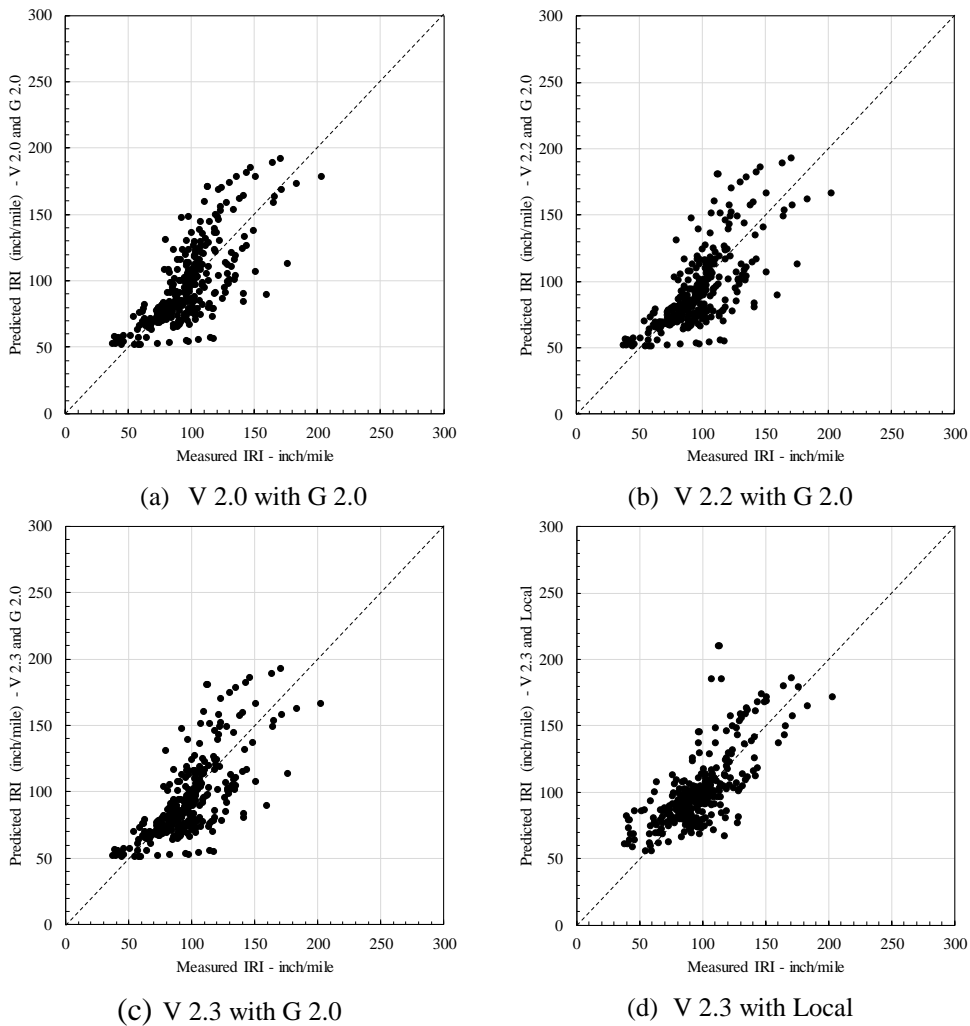 300
250
200
150
100
50
0
Predicted IRI (inch/mile) - V 2.0 and G 2.0
0 50 100 150 200 250 300
Measured IRI - inch/mile
(a) V 2.0 with G 2.0
300
250
200
150
100
50
0
Predicted IRI (inch/mile) - V 2.2 and G 2.0
0 50 100 150 200 250 300
Measured IRI - inch/mile
(b) V 2.2 with G 2.0
300
250
200
150
100
50
0
Predicted IRI (inch/mile) - V 2.3 and G 2.0
0 50 100 150 200 250 300
Measured IRI - inch/mile
(c) V 2.3 with G 2.0
300
250
200
150
100
50
0
Predicted IRI (inch/mile) - V 2.3 and Local
0 50 100 150 200 250 300
Measured IRI - inch/mile
(d) V 2.3 with Local